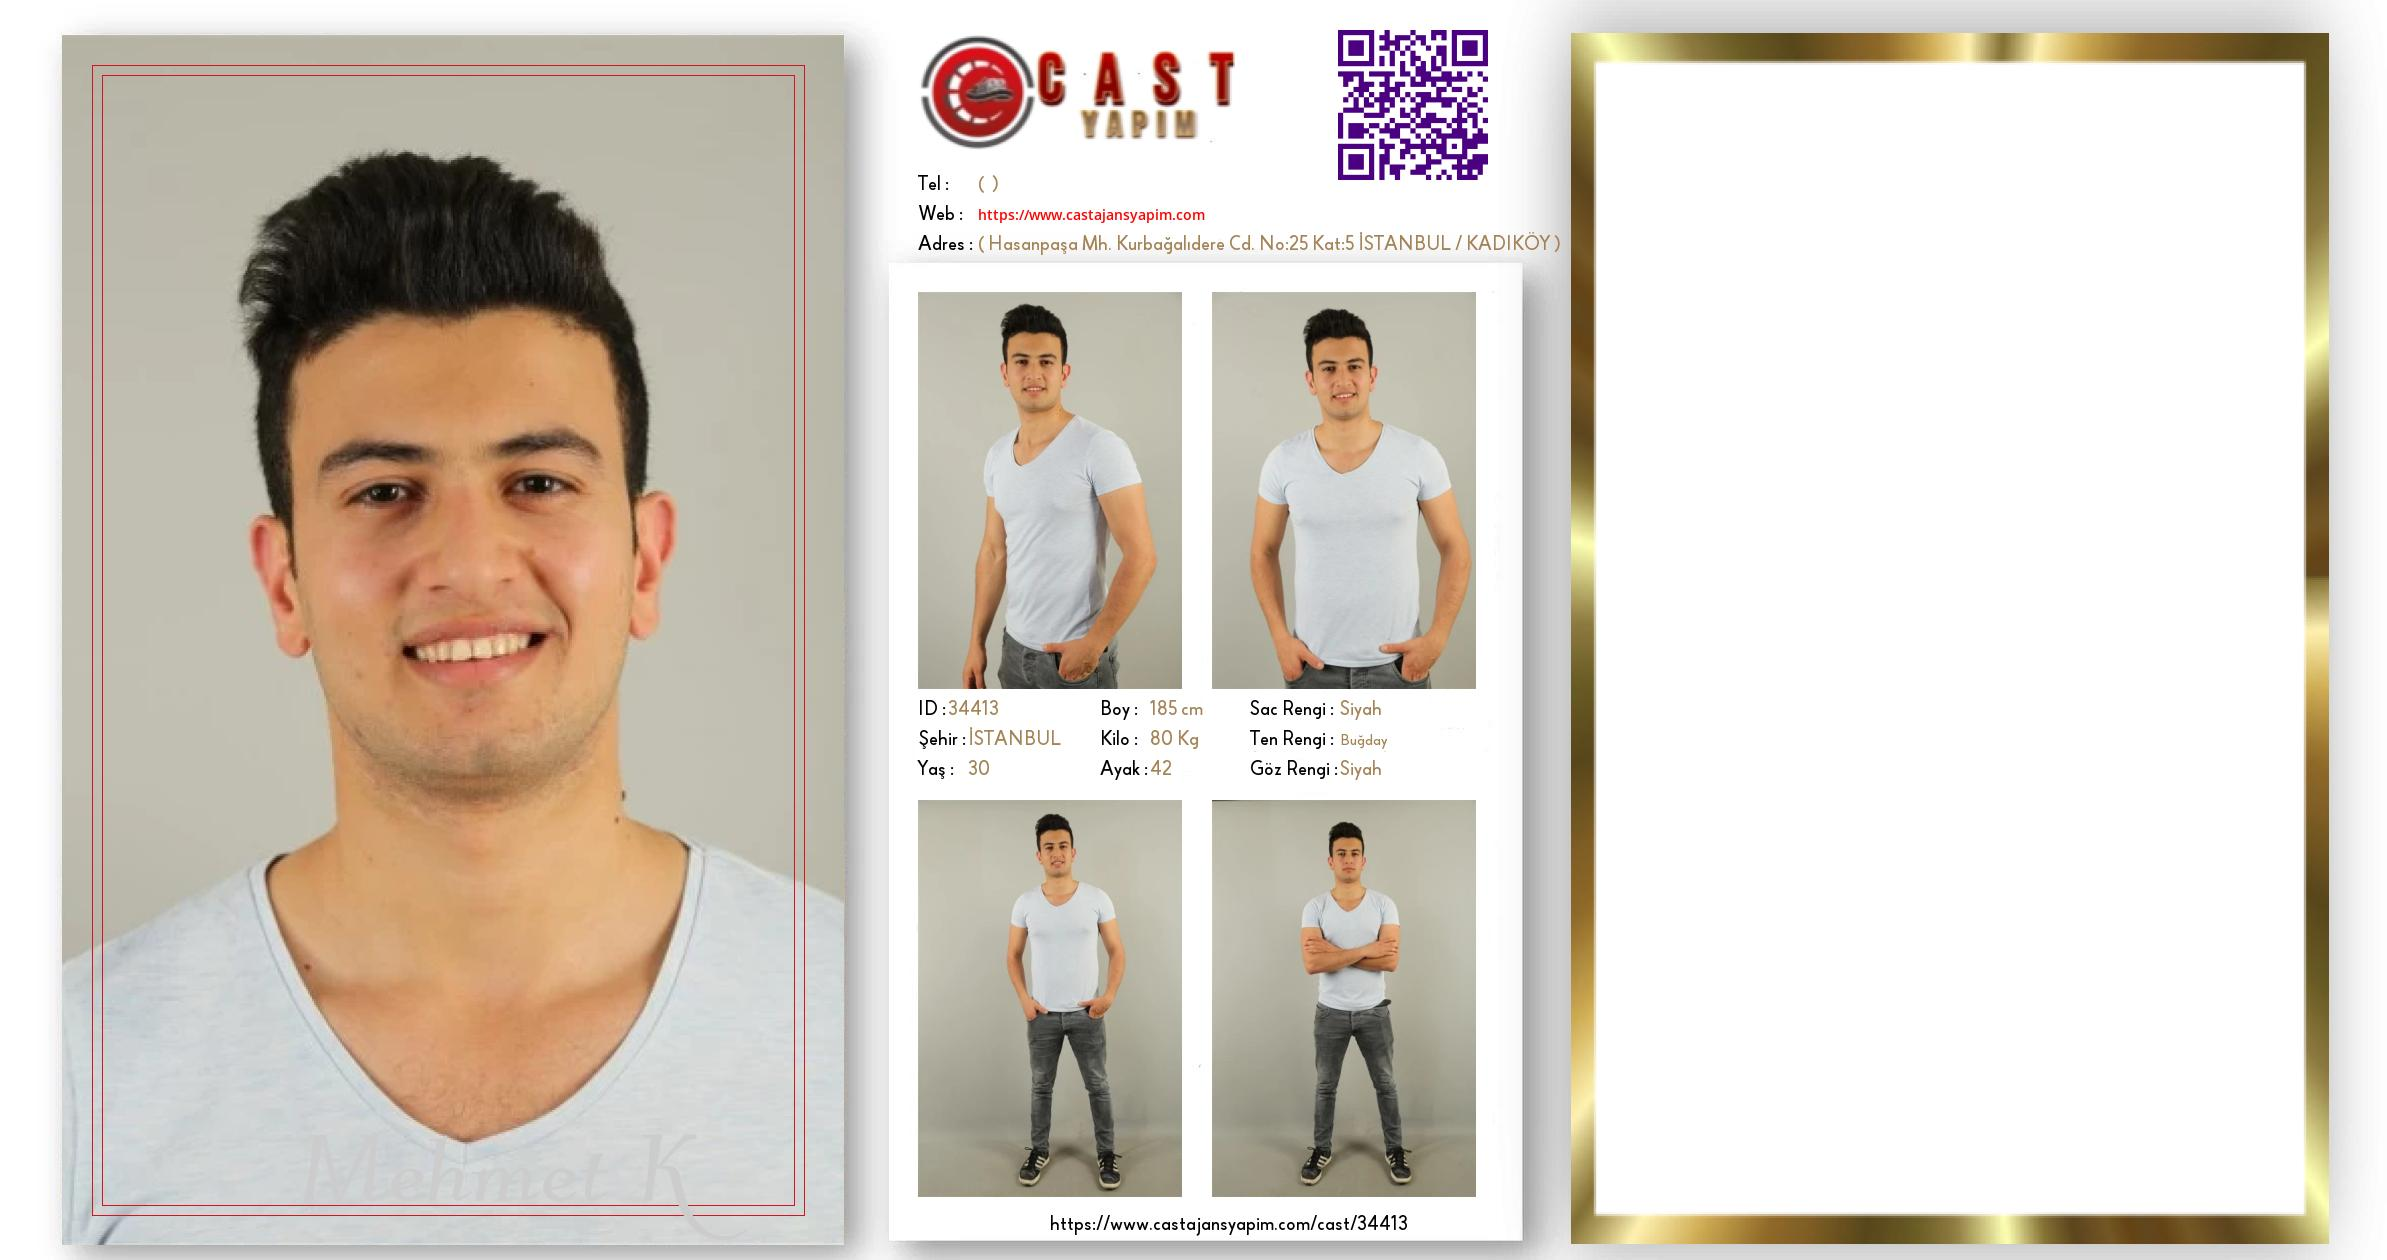 Mehmet K
CAST
YAPIM
Tel : ( )
Web : https://www.castajansyapim.com
Adres : ( Hasanpaşa Mh. Kurbağalıdere Cd. No:25 Kat:5 İSTANBUL / KADIKÖY )
ID : 34413 Boy : 185 cm Sac Rengi : Siyah
Şehir : İSTANBUL Kilo : 80 Kg Ten Rengi : Buğday
Yaş : 30 Ayak : 42 Göz Rengi : Siyah
https://www.castajansyapim.com/cast/34413